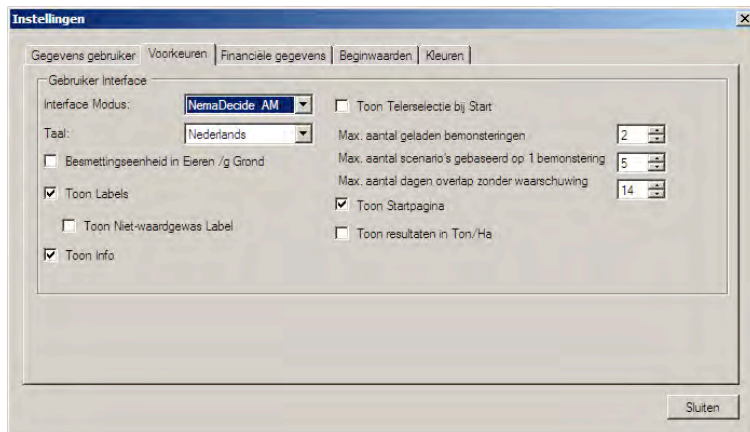 Instellingen
Gegevens gebruiker
Voorkeuren
Financiële gegevens
Beginwaarden
Kleuren
Gebruiker Interface
Interface Modus:
NemaDecide AM
Taal:
Nederlands
Besmettingseenheid in Eieren /g Grond
Toon Labels
Toon Niet-waardgewas Label
Toon Info
Toon Telerselectie bij Start
Max. aantal geladen bemonsteringen
2
Max. aantal scenario's gebaseerd op 1 bemonstering
5
Max. aantal dagen overlap zonder waarschuwing
14
Toon Startpagina
Toon resultaten in Ton/Ha
Sluiten